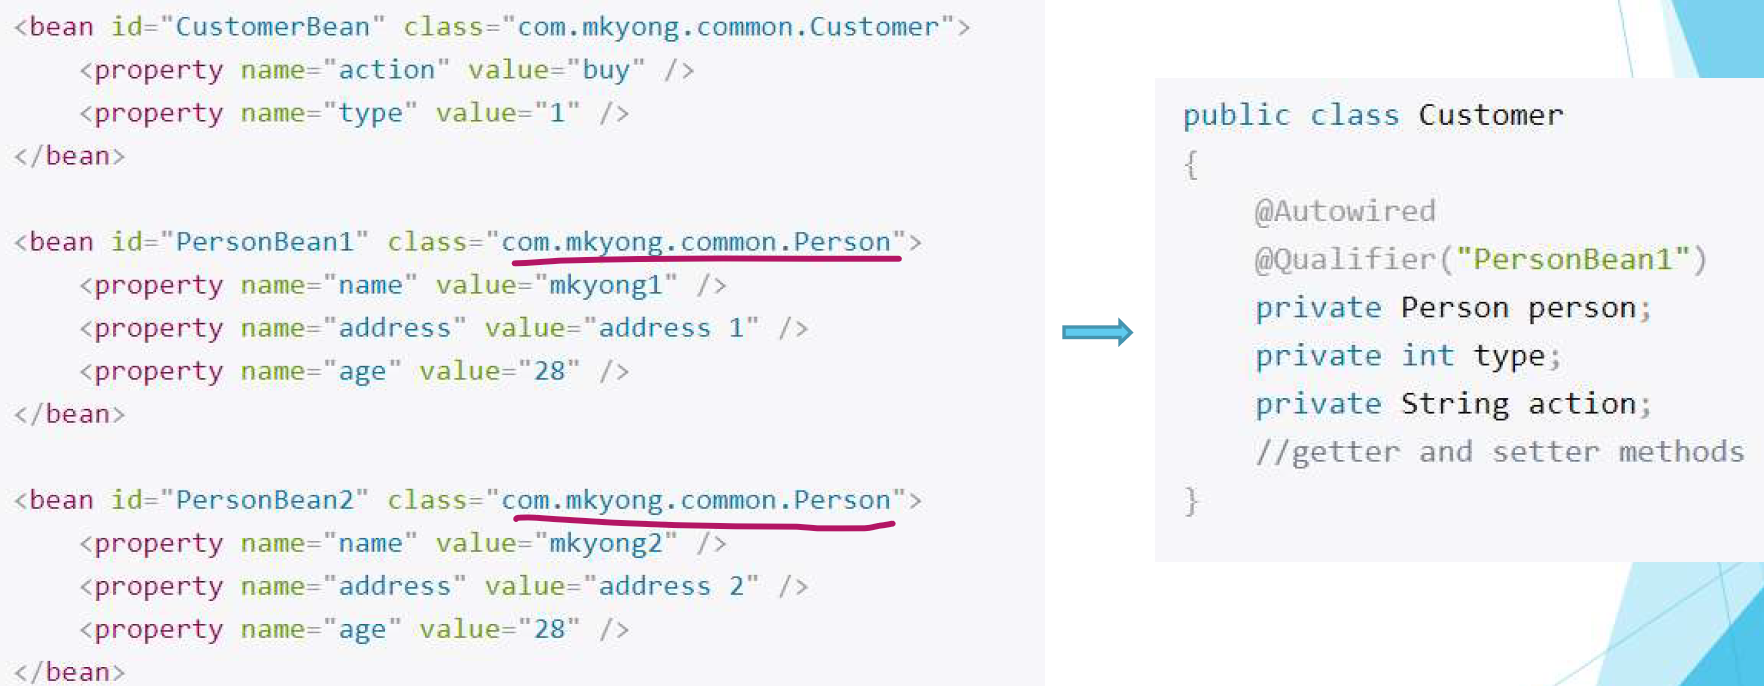 <bean id="CustomerBean" class="com.mkyong.common.Customer">
    <property name="action" value="buy" />
    <property name="type" value="1" />
</bean>
<bean id="PersonBean1" class="com.mkyong.common.Person">
    <property name="name" value="mkyong1" />
    <property name="address" value="address 1" />
    <property name="age" value="28" />
</bean>
<bean id="PersonBean2" class="com.mkyong.common.Person">
    <property name="name" value="mkyong2" />
    <property name="address" value="address 2" />
    <property name="age" value="28" />
</bean>
public class Customer
{
    @Autowired
    @Qualifier("PersonBean1")
    private Person person;
    private int type;
    private String action;
    //getter and setter methods
}